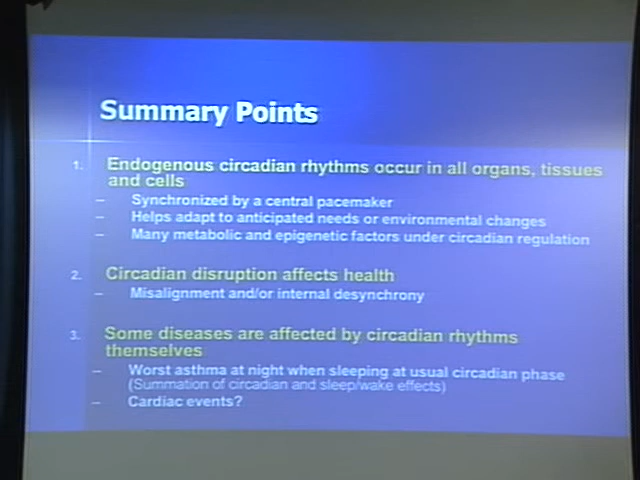 Summary Points
1. Endogenous circadian rhythms occur in all organs, tissues
and cells
– Synchronized by a central pacemaker
– Helps adapt to anticipated needs or environmental changes
– Many metabolic and epigenetic factors under circadian regulation
2. Circadian disruption affects health
– Misalignment and/or internal desynchrony
3. Some diseases are affected by circadian rhythms
themselves
– Worst asthma at night when sleeping at usual circadian phase
(Summation of circadian and sleep/wake effects)
– Cardiac events?